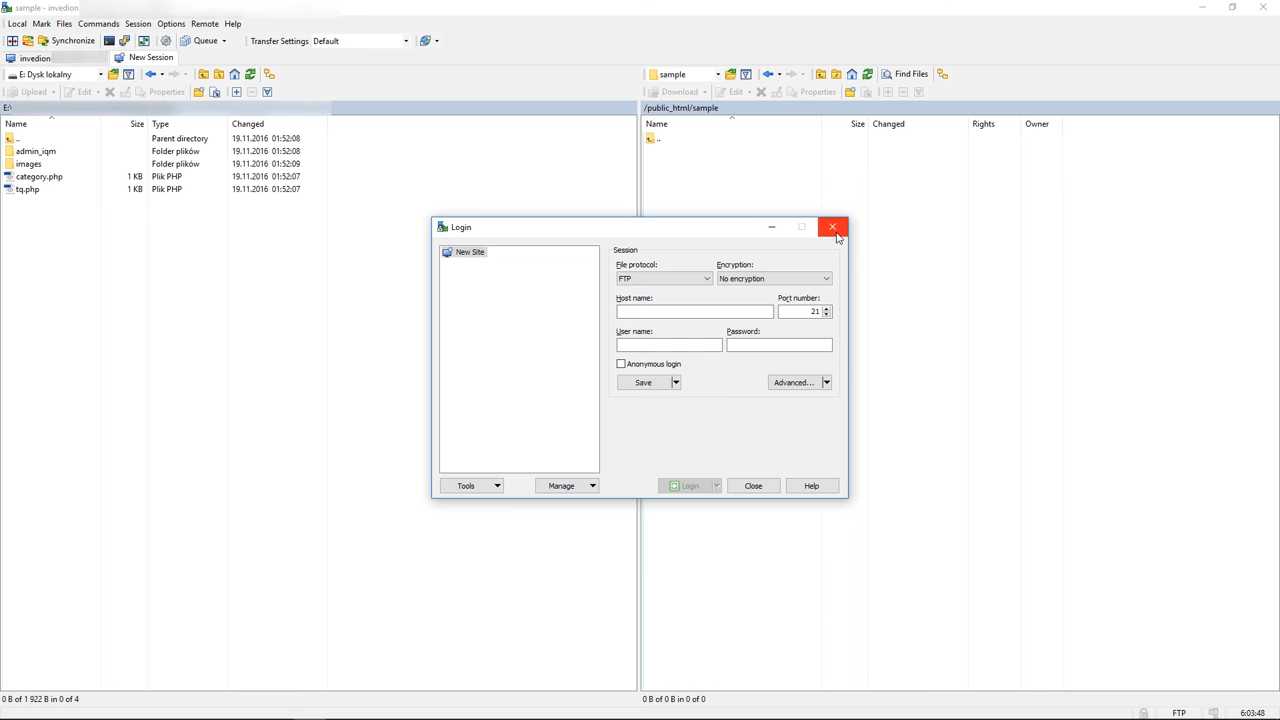 sample - invedion
Local Mark Files Commands Session Options Remote Help
Synchronize Queue Transfer Settings Default
invedion New Session
E: Dysk lokalny sample Find Files
Upload Edit Properties Download Edit Properties
E:\ /public_html/sample
Name Size Type Changed Name Size Changed Rights Owner
.. Parent directory 19.11.2016 01:52:08 ..
admin_iqm Folder plików 19.11.2016 01:52:08
images Folder plików 19.11.2016 01:52:09
category.php 1 KB Plik PHP 19.11.2016 01:52:07
tq.php 1 KB Plik PHP 19.11.2016 01:52:07
Login
New Site Session
File protocol: Encryption:
FTP No encryption
Host name: Port number:
21
User name: Password:
Anonymous login
Save Advanced...
Tools Manage Login Close Help
0 B of 1 922 B in 0 of 4 0 B of 0 B in 0 of 0
FTP 6:03:48